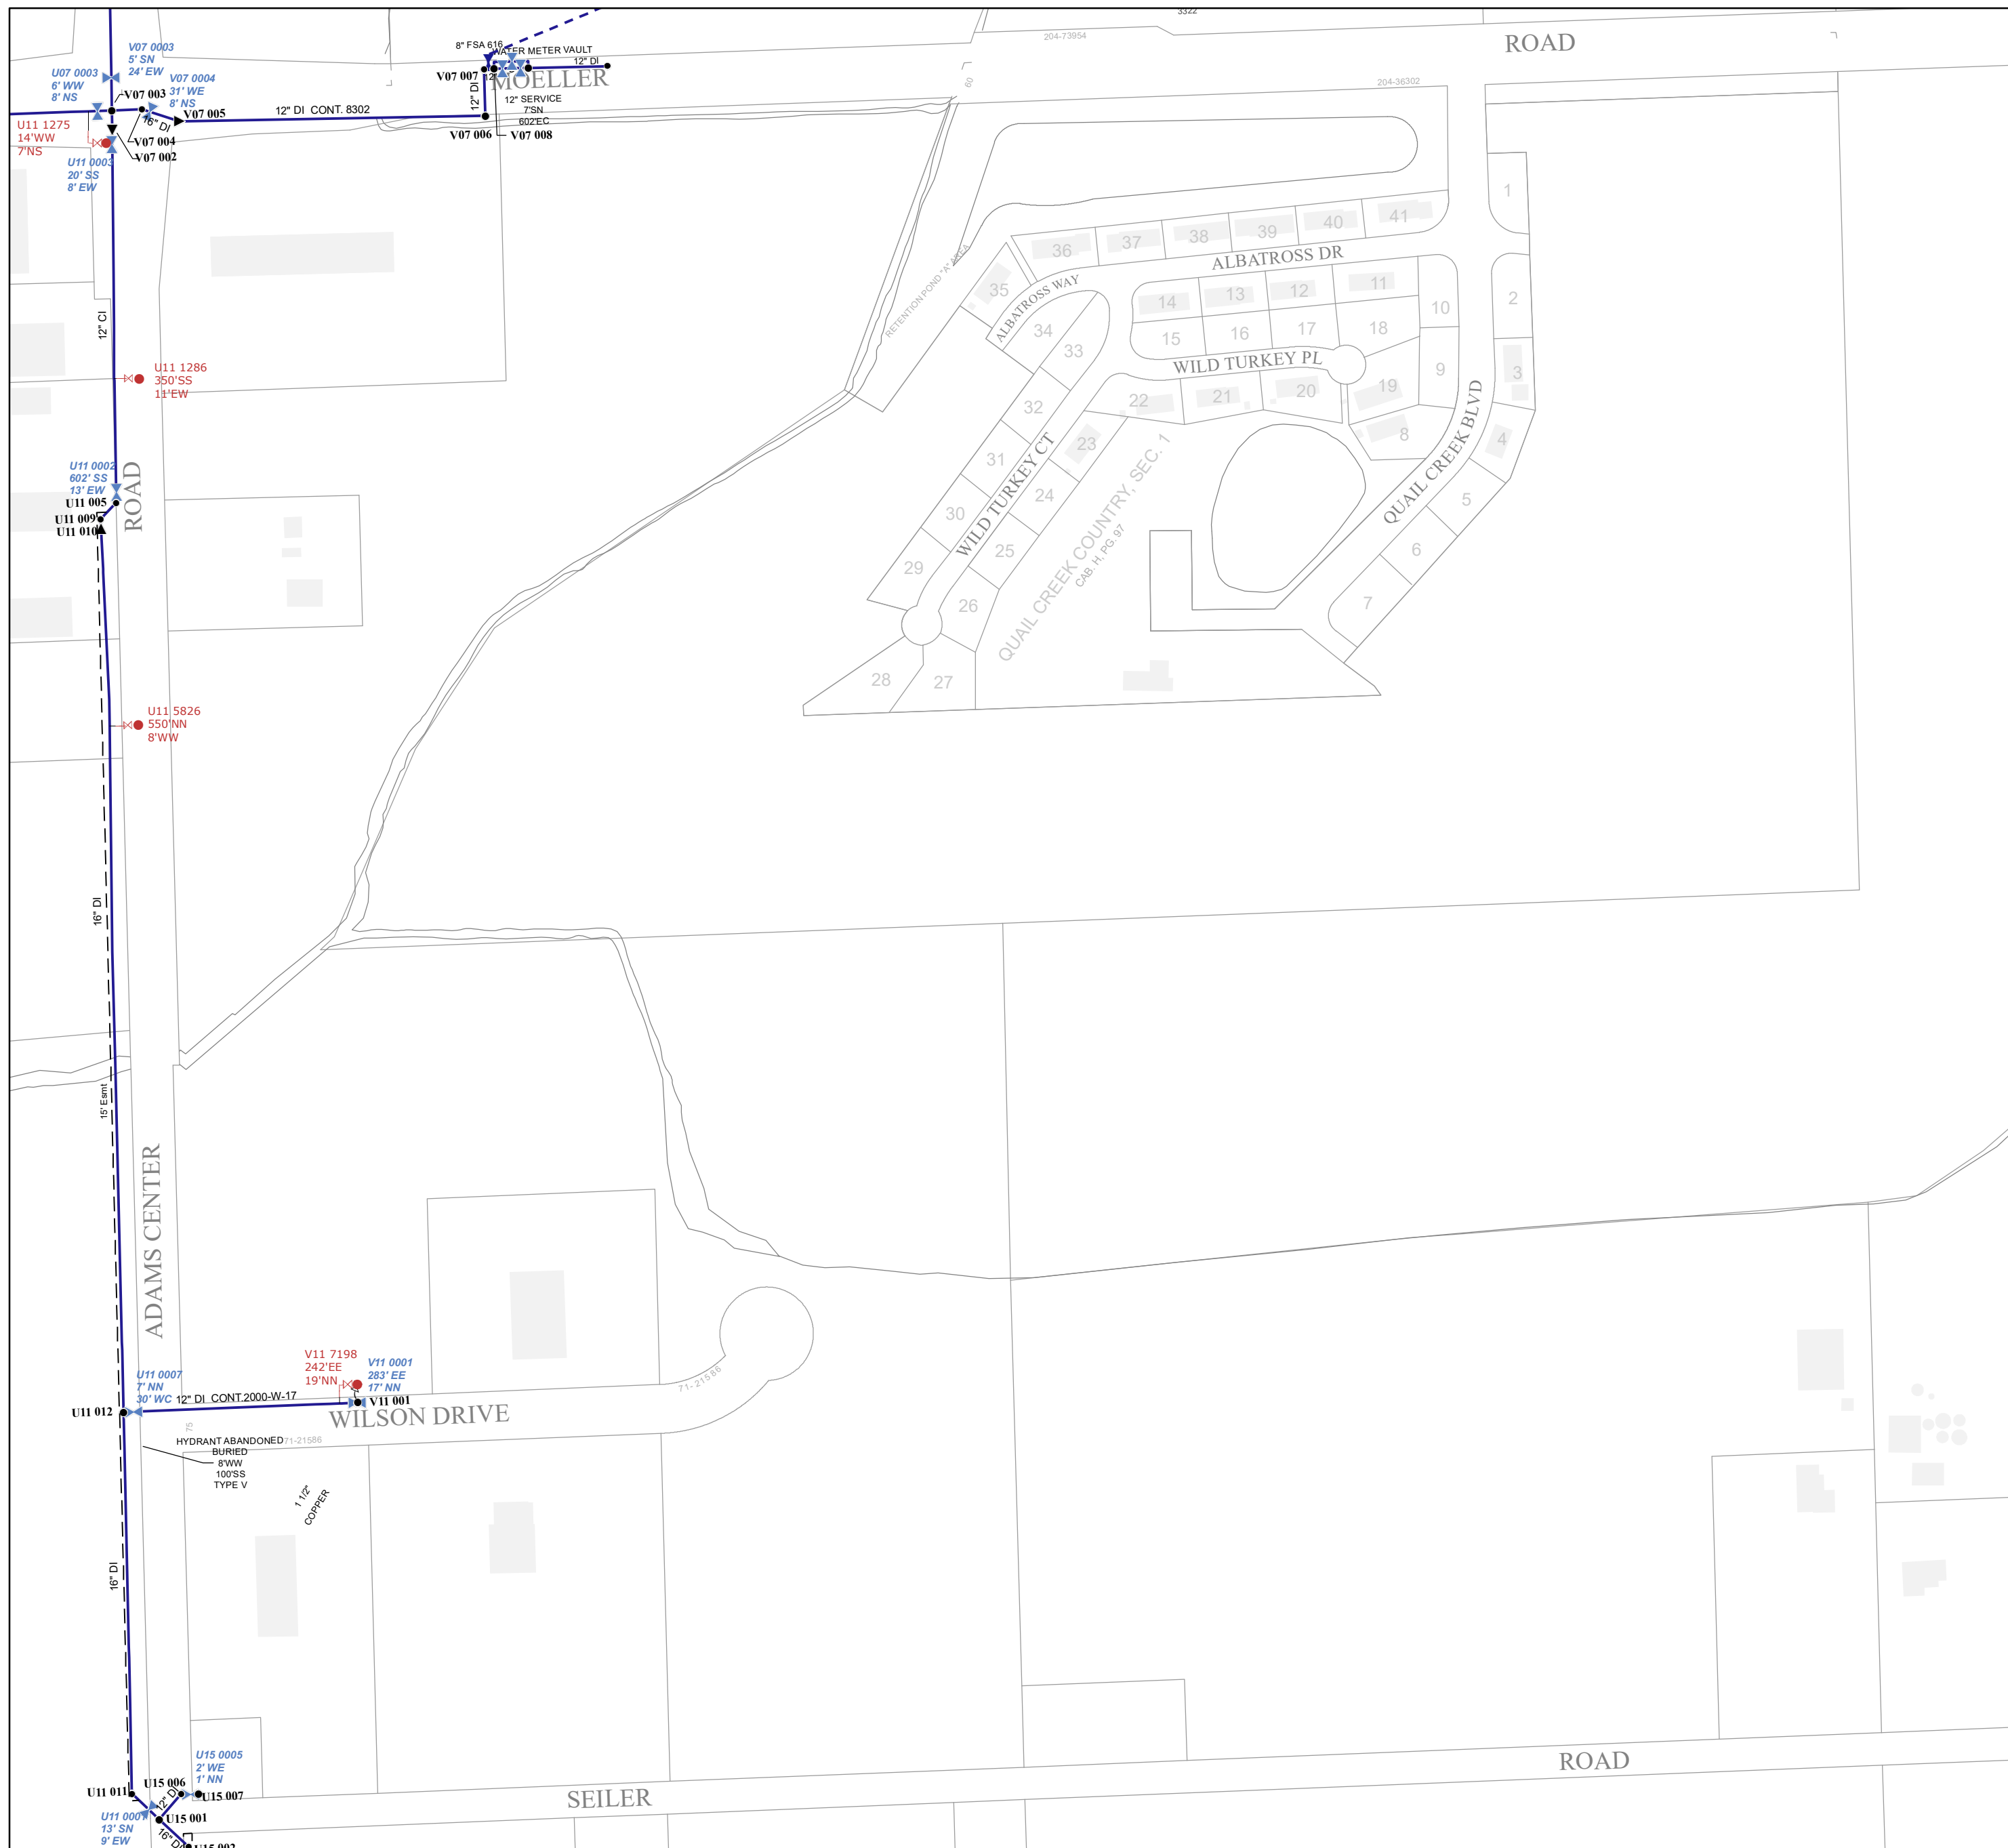 3322
204-73954
ROAD
8" FSA 616
WATER METER VAULT
12" DI
V07 007
MOELLER
60
204-36302
V07 0003
5' SN
24' EW
U07 0003
6' WW
8' NS
V07 0004
31' WE
8' NS
V07 003
V07 005
16" DI
12" DI CONT. 8302
12" DI
12" SERVICE
7'SN
602'EC
V07 006
V07 008
U11 1275
14'WW
7'NS
V07 004
V07 002
U11 0003
20' SS
8' EW
1
41
40
39
38
37
36
ALBATROSS DR
RETENTION POND "A" AREA
35
ALBATROSS WAY
34
33
14
13
12
11
10
2
15
16
17
18
12" CI
WILD TURKEY PL
U11 1286
350'SS
11'EW
9
3
19
20
21
22
32
8
4
23
31
WILD TURKEY CT
24
QUAIL CREEK BLVD
5
30
25
6
29
26
7
QUAIL CREEK COUNTRY, SEC. 1
CAB. H, PG. 97
28
27
U11 0002
602' SS
13' EW
ROAD
U11 005
U11 009
U11 010
U11 5826
550'NN
8'WW
16" DI
15' Esmt
ADAMS CENTER
V11 7198
242'EE
19'NN
V11 0001
283' EE
17' NN
71-21586
U11 0007
7' NN
30' WC
12" DI CONT.2000-W-17
V11 001
U11 012
WILSON DRIVE
75
71-21586
HYDRANT ABANDONED
BURIED
8'WW
100'SS
TYPE V
1 1/2"
COPPER
16" DI
U15 0005
2' WE
1' NN
ROAD
U11 011
U15 006
U15 007
12" DI
SEILER
U11 0001
13' SN
9' EW
U15 001
16" DI
U15 002